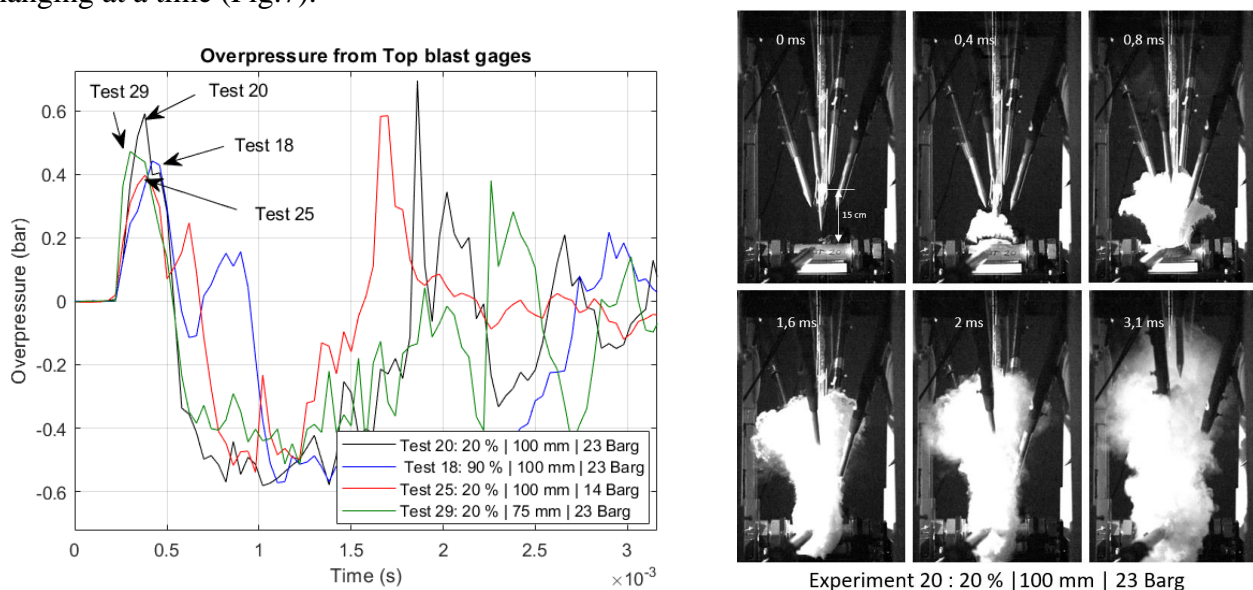 hanging at a time (Fig.7).
Overpressure from Top blast gages
Overpressure (bar)
0.6
0.4
0.2
0
-0.2
-0.4
-0.6
Test 29
Test 20
Test 18
Test 25
Test 20: 20 % | 100 mm | 23 Barg
Test 18: 90 % | 100 mm | 23 Barg
Test 25: 20 % | 100 mm | 14 Barg
Test 29: 20 % | 75 mm | 23 Barg
0 0.5 1 1.5 2 2.5 3
Time (s)
×10⁻³
0 ms
15 cm
0,4 ms
0,8 ms
1,6 ms
2 ms
3,1 ms
Experiment 20 : 20 % |100 mm | 23 Barg